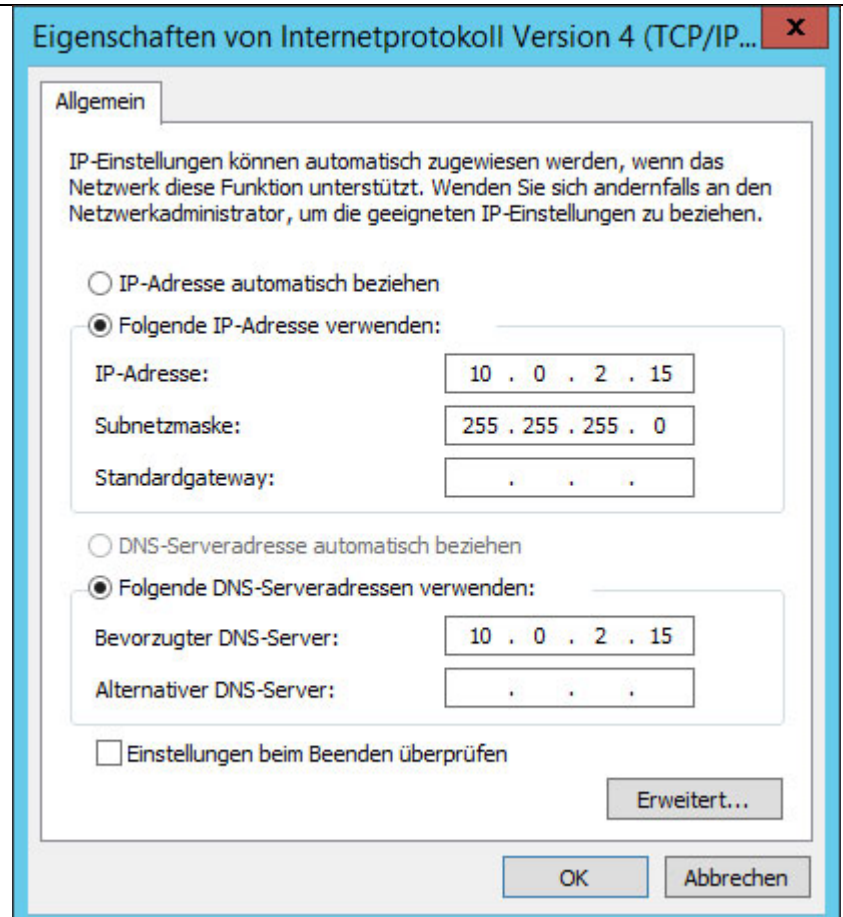 Eigenschaften von Internetprotokoll Version 4 (TCP/IP...
x
Allgemein
IP-Einstellungen können automatisch zugewiesen werden, wenn das
Netzwerk diese Funktion unterstützt. Wenden Sie sich andernfalls an den
Netzwerkadministrator, um die geeigneten IP-Einstellungen zu beziehen.
IP-Adresse automatisch beziehen
Folgende IP-Adresse verwenden:
IP-Adresse: 10 . 0 . 2 . 15
Subnetzmaske: 255 . 255 . 255 . 0
Standardgateway: . . .
DNS-Serveradresse automatisch beziehen
Folgende DNS-Serveradressen verwenden:
Bevorzugter DNS-Server: 10 . 0 . 2 . 15
Alternativer DNS-Server: . . .
Einstellungen beim Beenden überprüfen
Erweitert...
OK Abbrechen